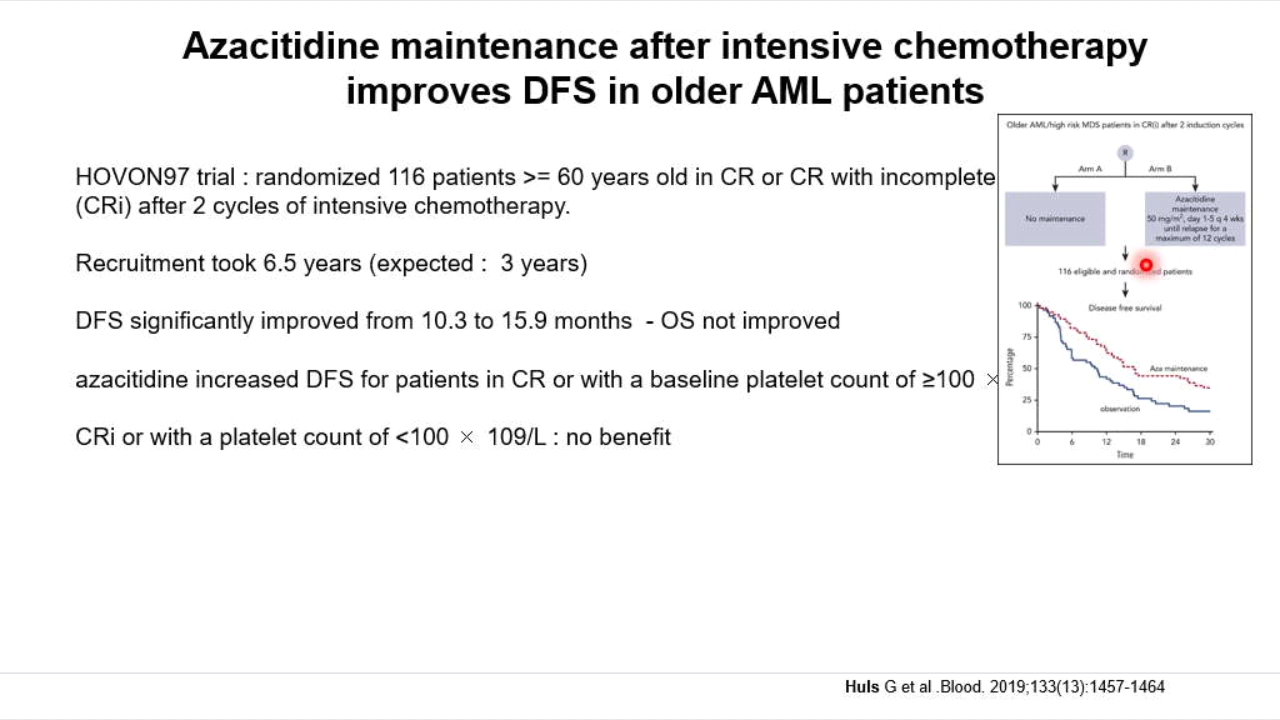 Azacitidine maintenance after intensive chemotherapy
improves DFS in older AML patients
HOVON97 trial : randomized 116 patients >= 60 years old in CR or CR with incomplete
(CRi) after 2 cycles of intensive chemotherapy.
Recruitment took 6.5 years (expected : 3 years)
DFS significantly improved from 10.3 to 15.9 months - OS not improved
azacitidine increased DFS for patients in CR or with a baseline platelet count of ≥100 ×
CRi or with a platelet count of <100 × 109/L : no benefit
Older AML/high risk MDS patients in CR(i) after 2 induction cycles
R
Arm A
Arm B
No maintenance
Azacitidine
maintenance
50 mg/m², day 1-5 q 4 wks
until relapse for a
maximum of 12 cycles
116 eligible and patients
Disease free survival
Percentage
100
75
50
25
0
Aza maintenance
observation
0 6 12 18 24 30
Time
Huls G et al .Blood. 2019;133(13):1457-1464